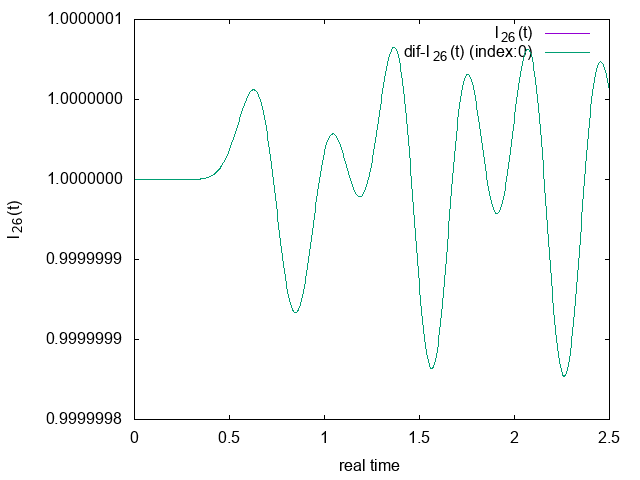 1.0000001
1.0000000
1.0000000
0.9999999
0.9999999
0.9999998
I26(t)
I26(t)
dif-I26(t) (index:0)
0 0.5 1 1.5 2 2.5
real time